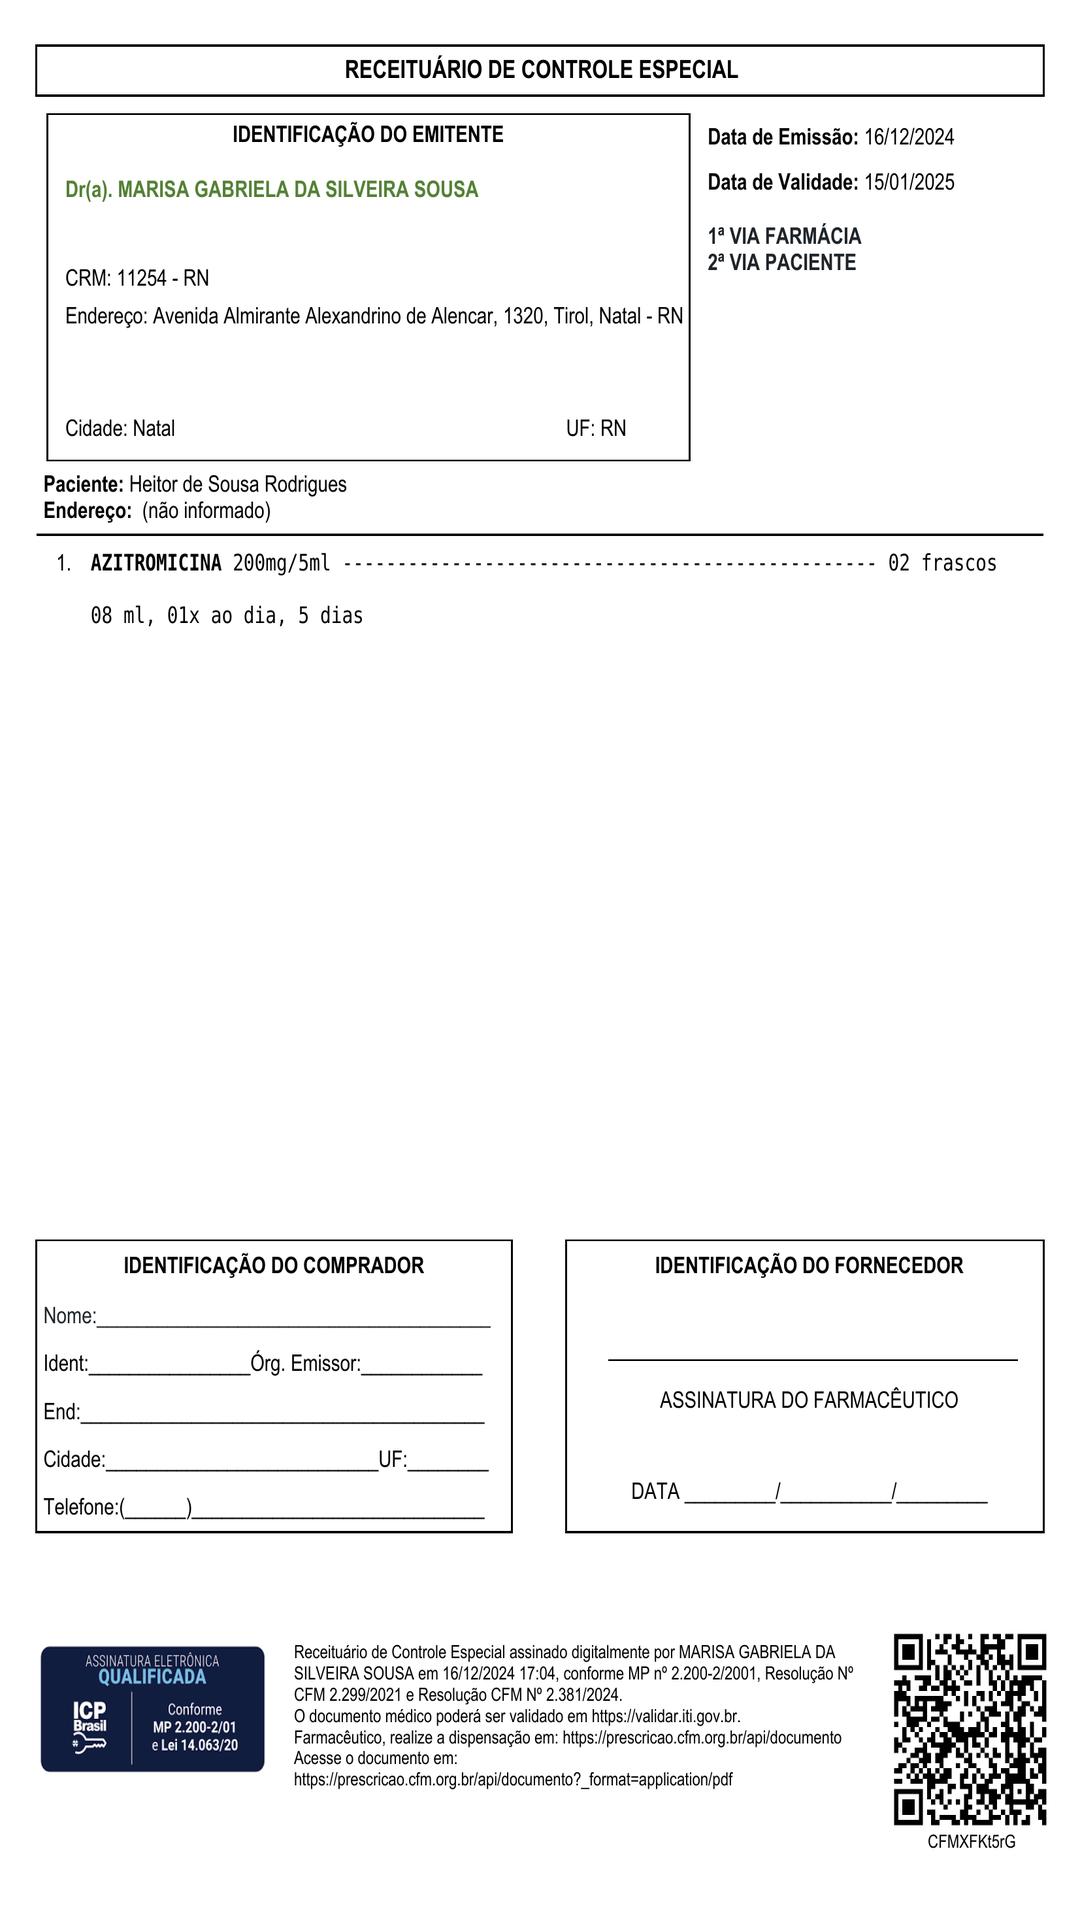 RECEITUÁRIO DE CONTROLE ESPECIAL
IDENTIFICAÇÃO DO EMITENTE
Dr(a). MARISA GABRIELA DA SILVEIRA SOUSA
CRM: 11254 - RN
Endereço: Avenida Almirante Alexandrino de Alencar, 1320, Tirol, Natal - RN
Cidade: Natal UF: RN
Data de Emissão: 16/12/2024
Data de Validade: 15/01/2025
1ª VIA FARMÁCIA
2ª VIA PACIENTE
Paciente: Heitor de Sousa Rodrigues
Endereço: (não informado)
1. AZITROMICINA 200mg/5ml ------------------------------------------------- 02 frascos
08 ml, 01x ao dia, 5 dias
IDENTIFICAÇÃO DO COMPRADOR
Nome:_______________________________________
Ident:________________Órg. Emissor:____________
End:________________________________________
Cidade:___________________________UF:________
Telefone:(______)_____________________________
IDENTIFICAÇÃO DO FORNECEDOR
ASSINATURA DO FARMACÊUTICO
DATA _________/___________/_________
ASSINATURA ELETRÔNICA
QUALIFICADA
ICP
Brasil
Conforme
MP 2.200-2/01
e Lei 14.063/20
Receituário de Controle Especial assinado digitalmente por MARISA GABRIELA DA
SILVEIRA SOUSA em 16/12/2024 17:04, conforme MP nº 2.200-2/2001, Resolução Nº
CFM 2.299/2021 e Resolução CFM Nº 2.381/2024.
O documento médico poderá ser validado em https://validar.iti.gov.br.
Farmacêutico, realize a dispensação em: https://prescricao.cfm.org.br/api/documento
Acesse o documento em:
https://prescricao.cfm.org.br/api/documento?_format=application/pdf
CFMXFKt5rG